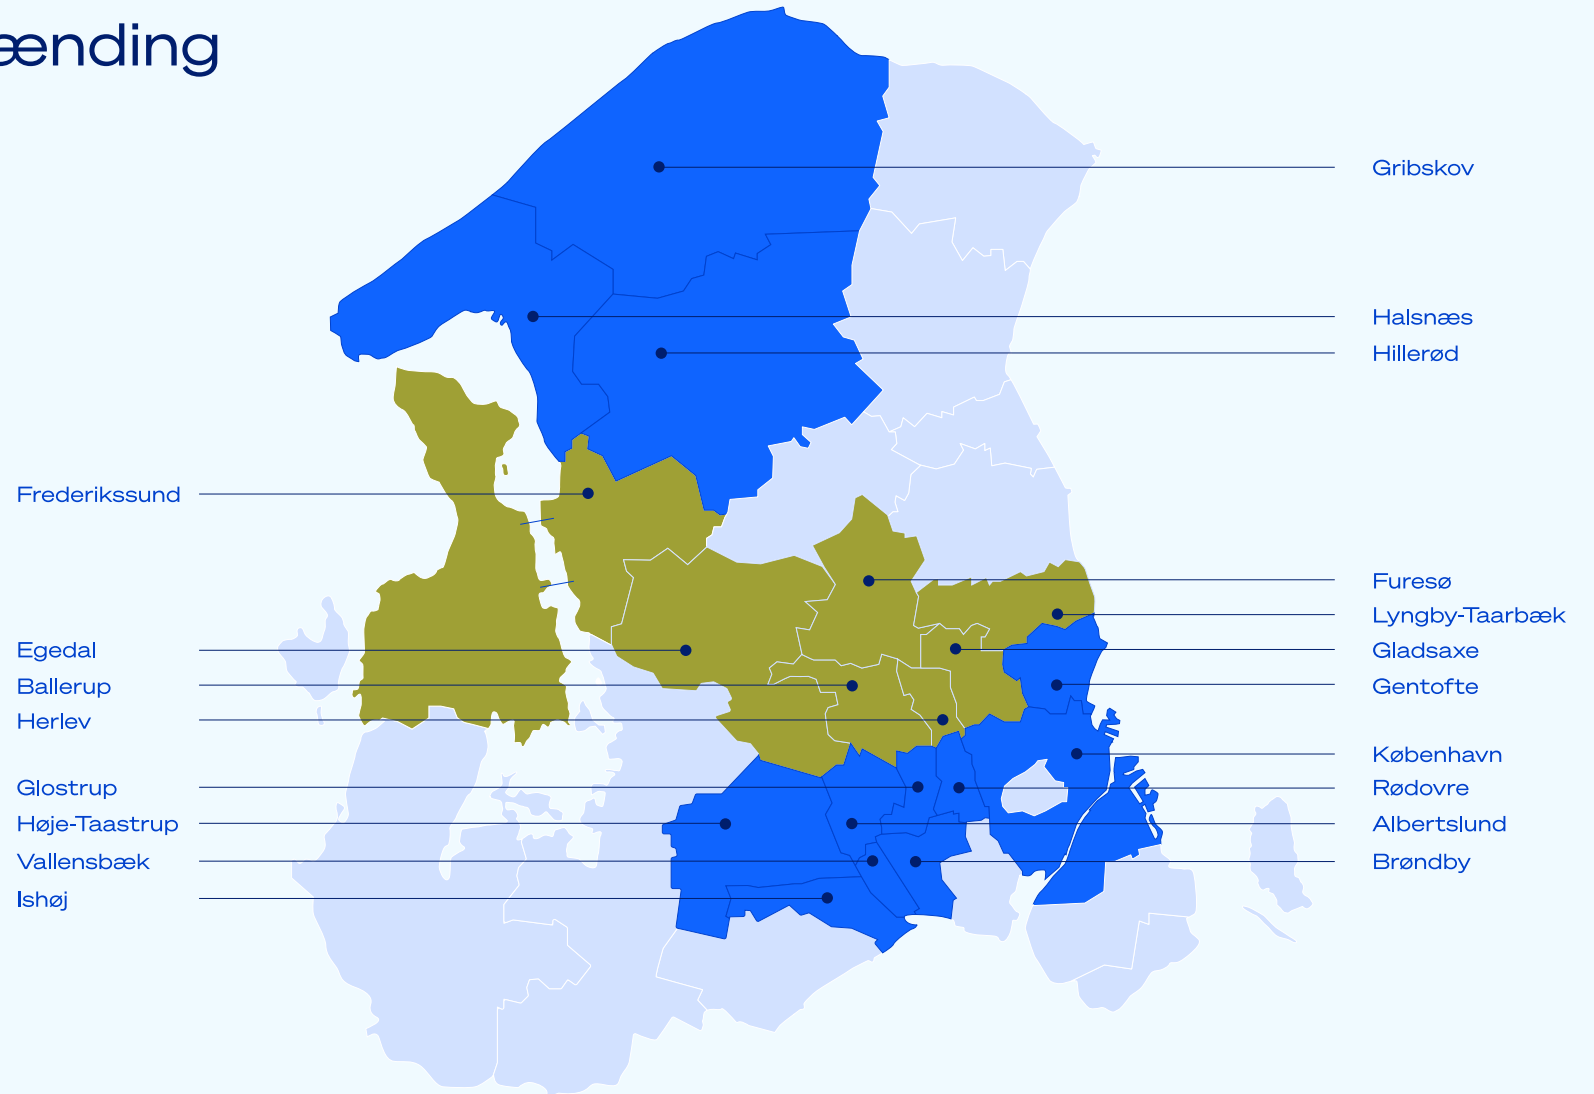 ænding
Gribskov
Halsnæs
Hillerød
Frederikssund
Furesø
Lyngby-Taarbæk
Egedal
Gladsaxe
Ballerup
Gentofte
Herlev
København
Glostrup
Rødovre
Høje-Taastrup
Albertslund
Vallensbæk
Brøndby
Ishøj